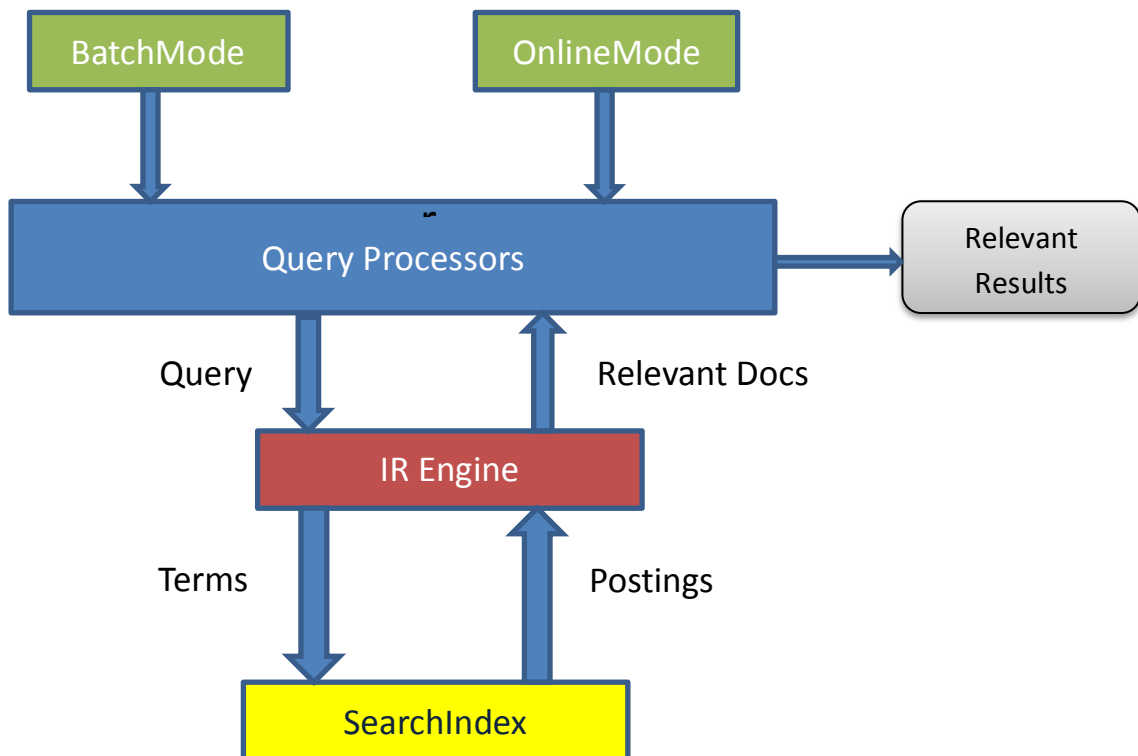 BatchMode
OnlineMode
Query Processors
Relevant
Results
Query
Relevant Docs
IR Engine
Terms
Postings
SearchIndex